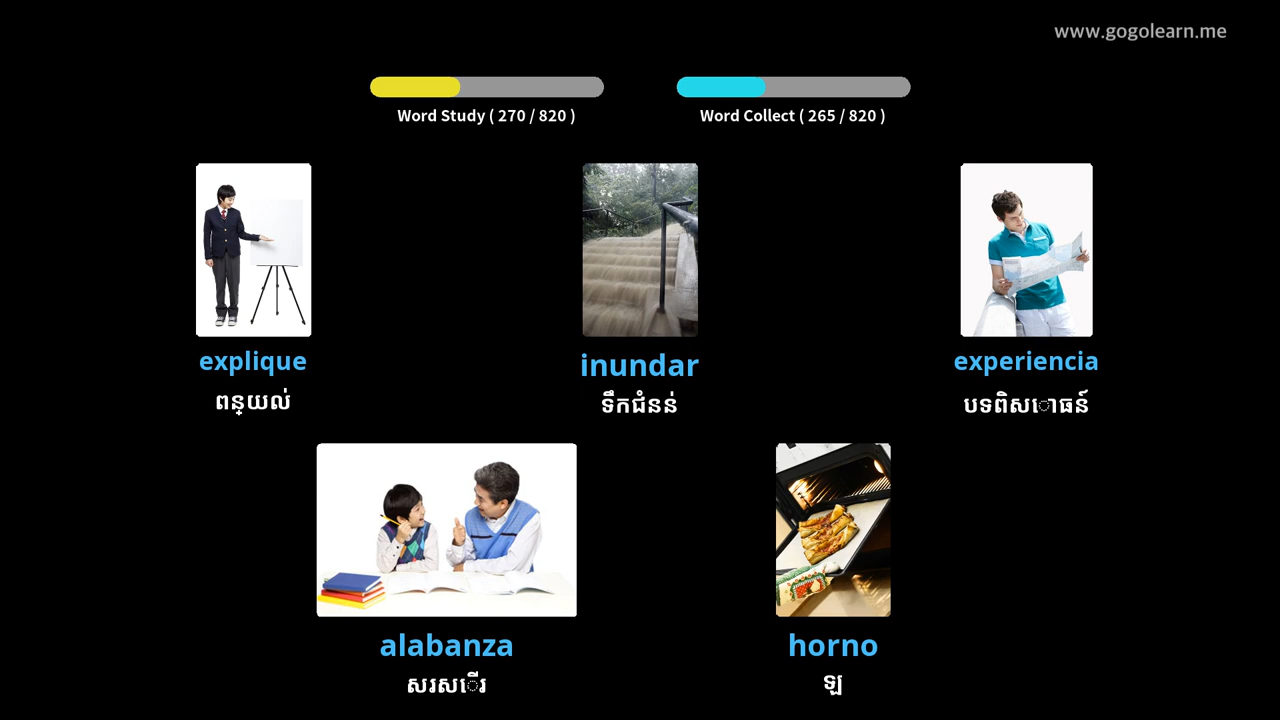 www.gogolearn.me
Word Study ( 270 / 820 )
Word Collect ( 265 / 820 )
explique
ពន្យល់
inundar
ទឹកជំនន់
experiencia
បទពិសោធន៍
alabanza
សរសើរ
horno
ឡ